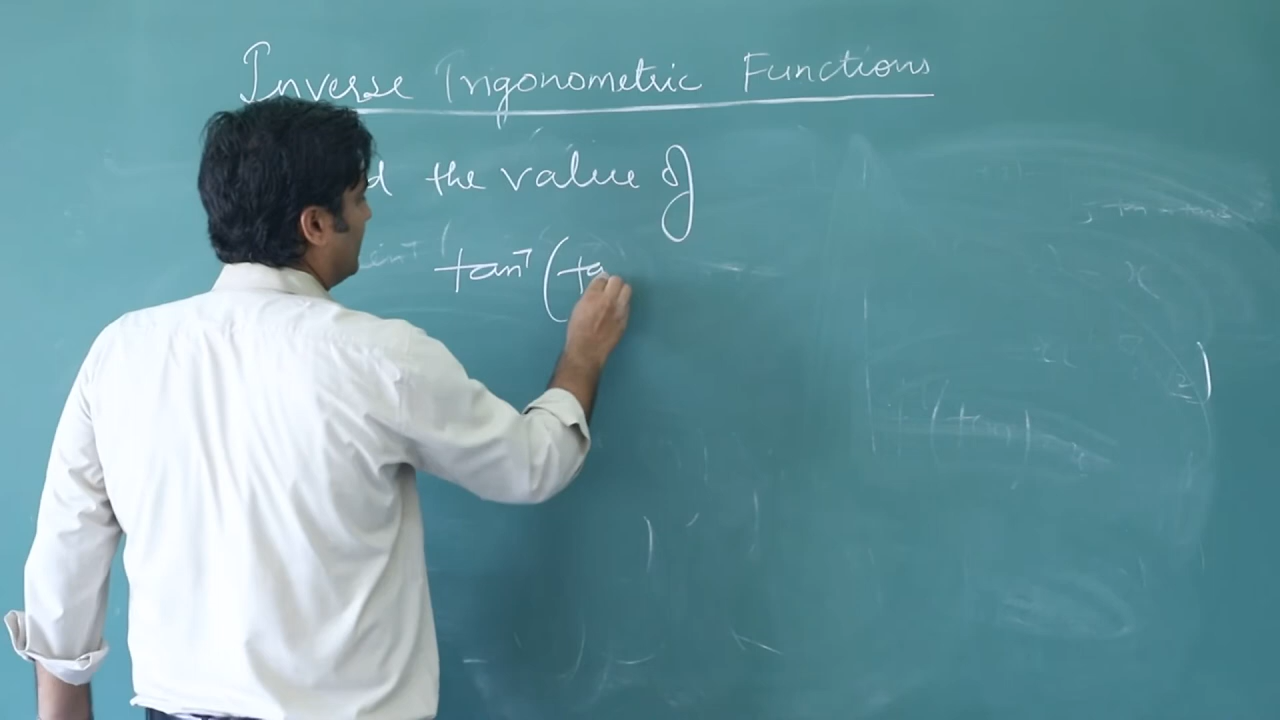 Inverse Trigonometric Functions
d the value of
tan⁻¹ (ta